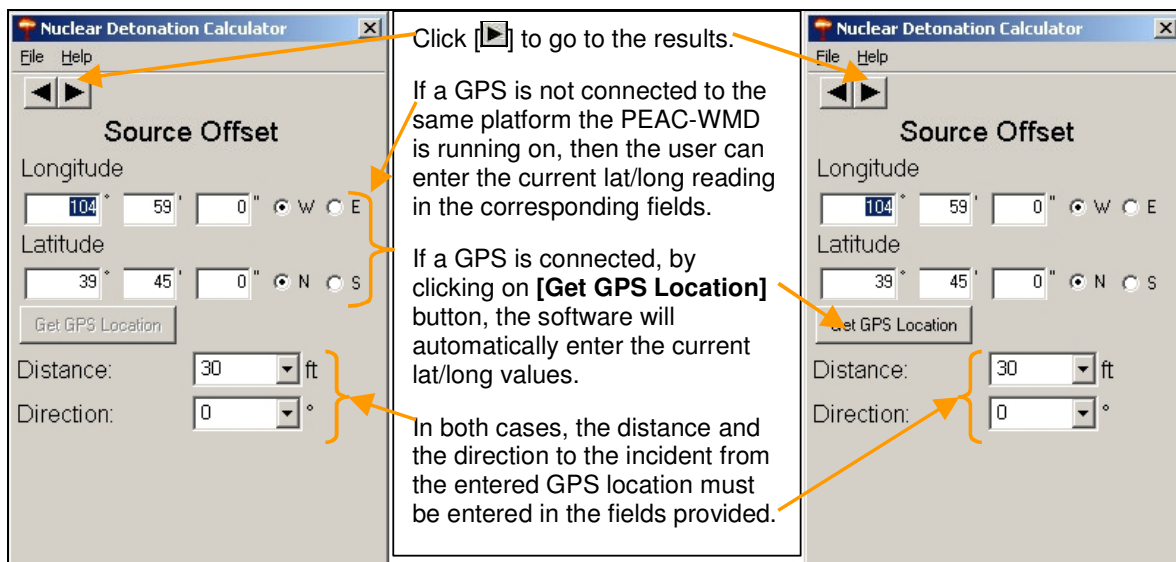 Nuclear Detonation Calculator
File Help
Source Offset
Longitude
104 ° 59 ' 0 " W E
Latitude
39 ° 45 ' 0 " N S
Get GPS Location
Distance: 30 ft
Direction: 0 °
Click [▶] to go to the results.
If a GPS is not connected to the
same platform the PEAC-WMD
is running on, then the user can
enter the current lat/long reading
in the corresponding fields.
If a GPS is connected, by
clicking on [Get GPS Location]
button, the software will
automatically enter the current
lat/long values.
In both cases, the distance and
the direction to the incident from
the entered GPS location must
be entered in the fields provided.
Nuclear Detonation Calculator
File Help
Source Offset
Longitude
104 ° 59 ' 0 " W E
Latitude
39 ° 45 ' 0 " N S
Get GPS Location
Distance: 30 ft
Direction: 0 °